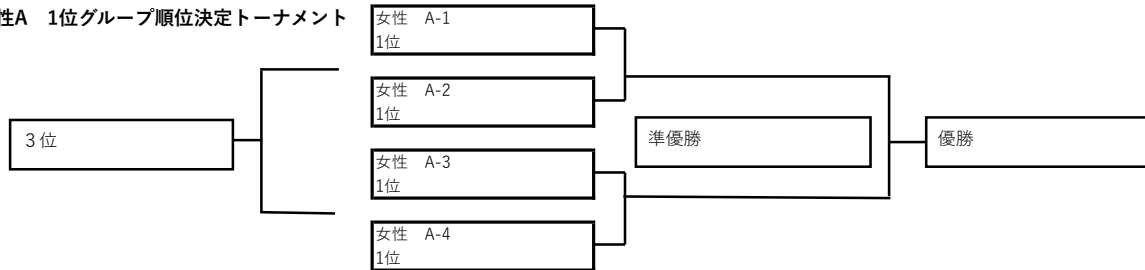 性A 1位グループ順位決定トーナメント
女性 A-1
1位
女性 A-2
1位
3位
準優勝
優勝
女性 A-3
1位
女性 A-4
1位